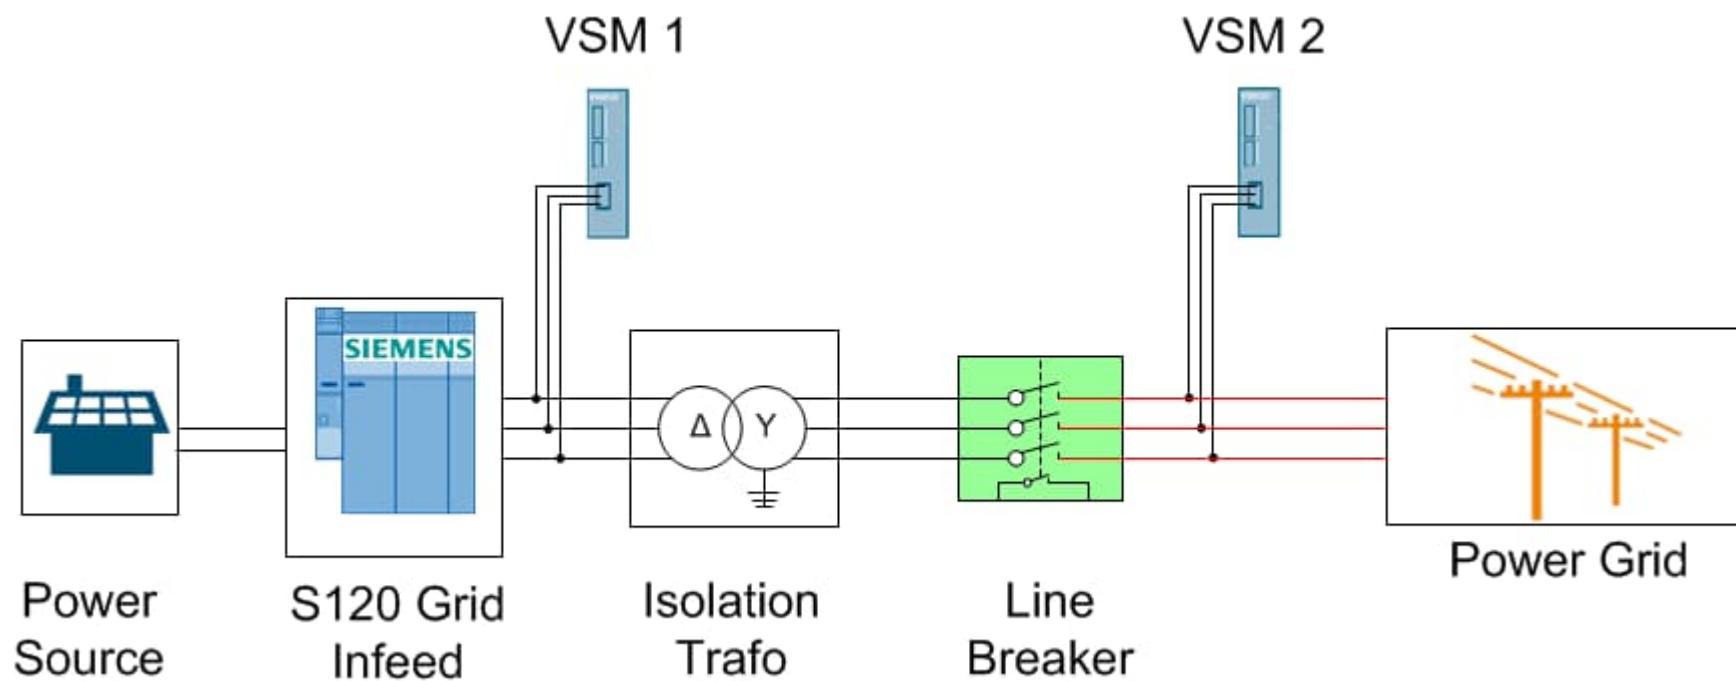 VSM 1
VSM 2
SIEMENS
Δ
Y
Power Grid
Power
Source
S120 Grid
Infeed
Isolation
Trafo
Line
Breaker